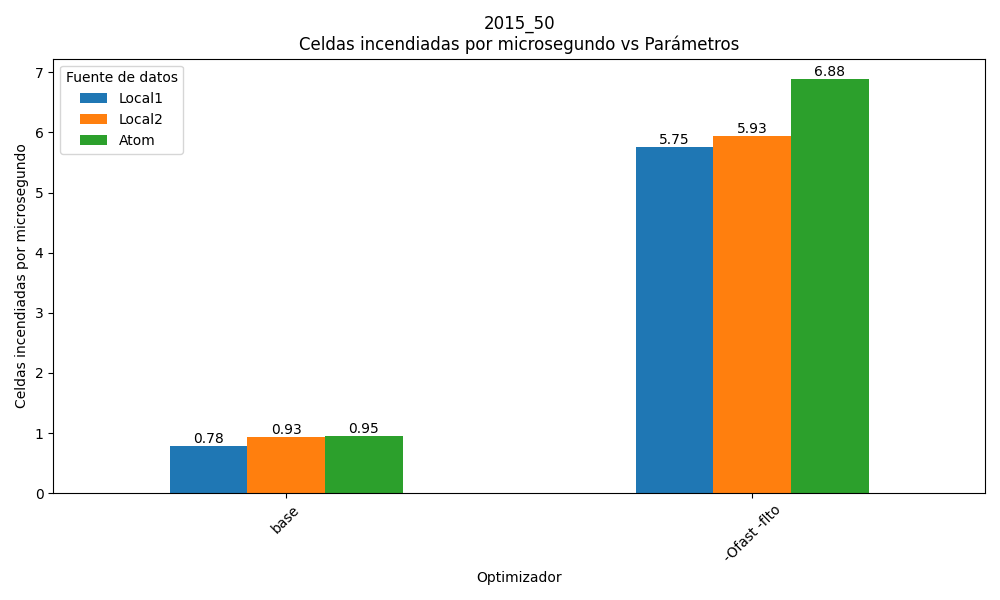 2015_50
Celdas incendiadas por microsegundo vs Parámetros
Fuente de datos
Local1
Local2
Atom
Celdas incendiadas por microsegundo
7
6
5
4
3
2
1
0
0.78
0.93
0.95
5.75
5.93
6.88
base
-Ofast -flto
Optimizador